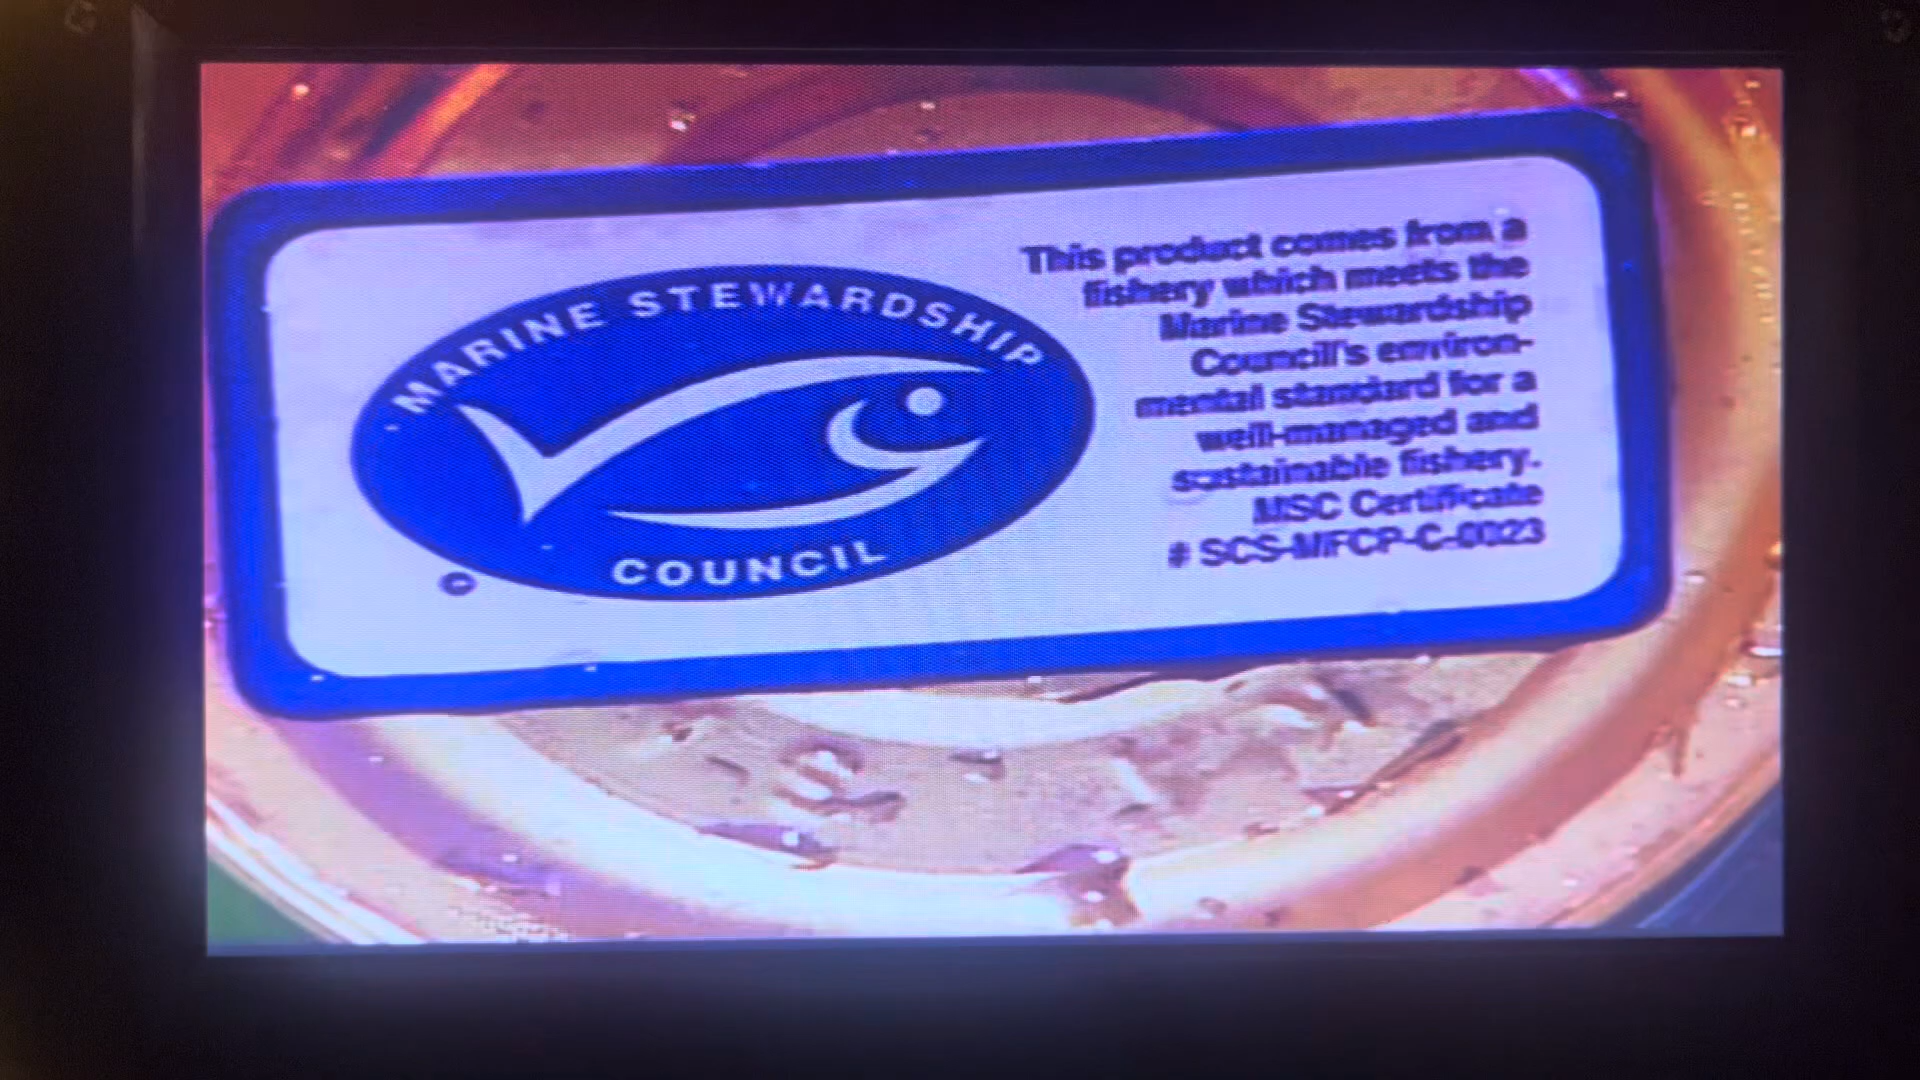 MARINE STEWARDSHIP
COUNCIL
This product comes from a
fishery which meets the
Marine Stewardship
Council's environ-
mental standard for a
well-managed and
sustainable fishery.
MSC Certificate
# SCS-MFCP-C-0023